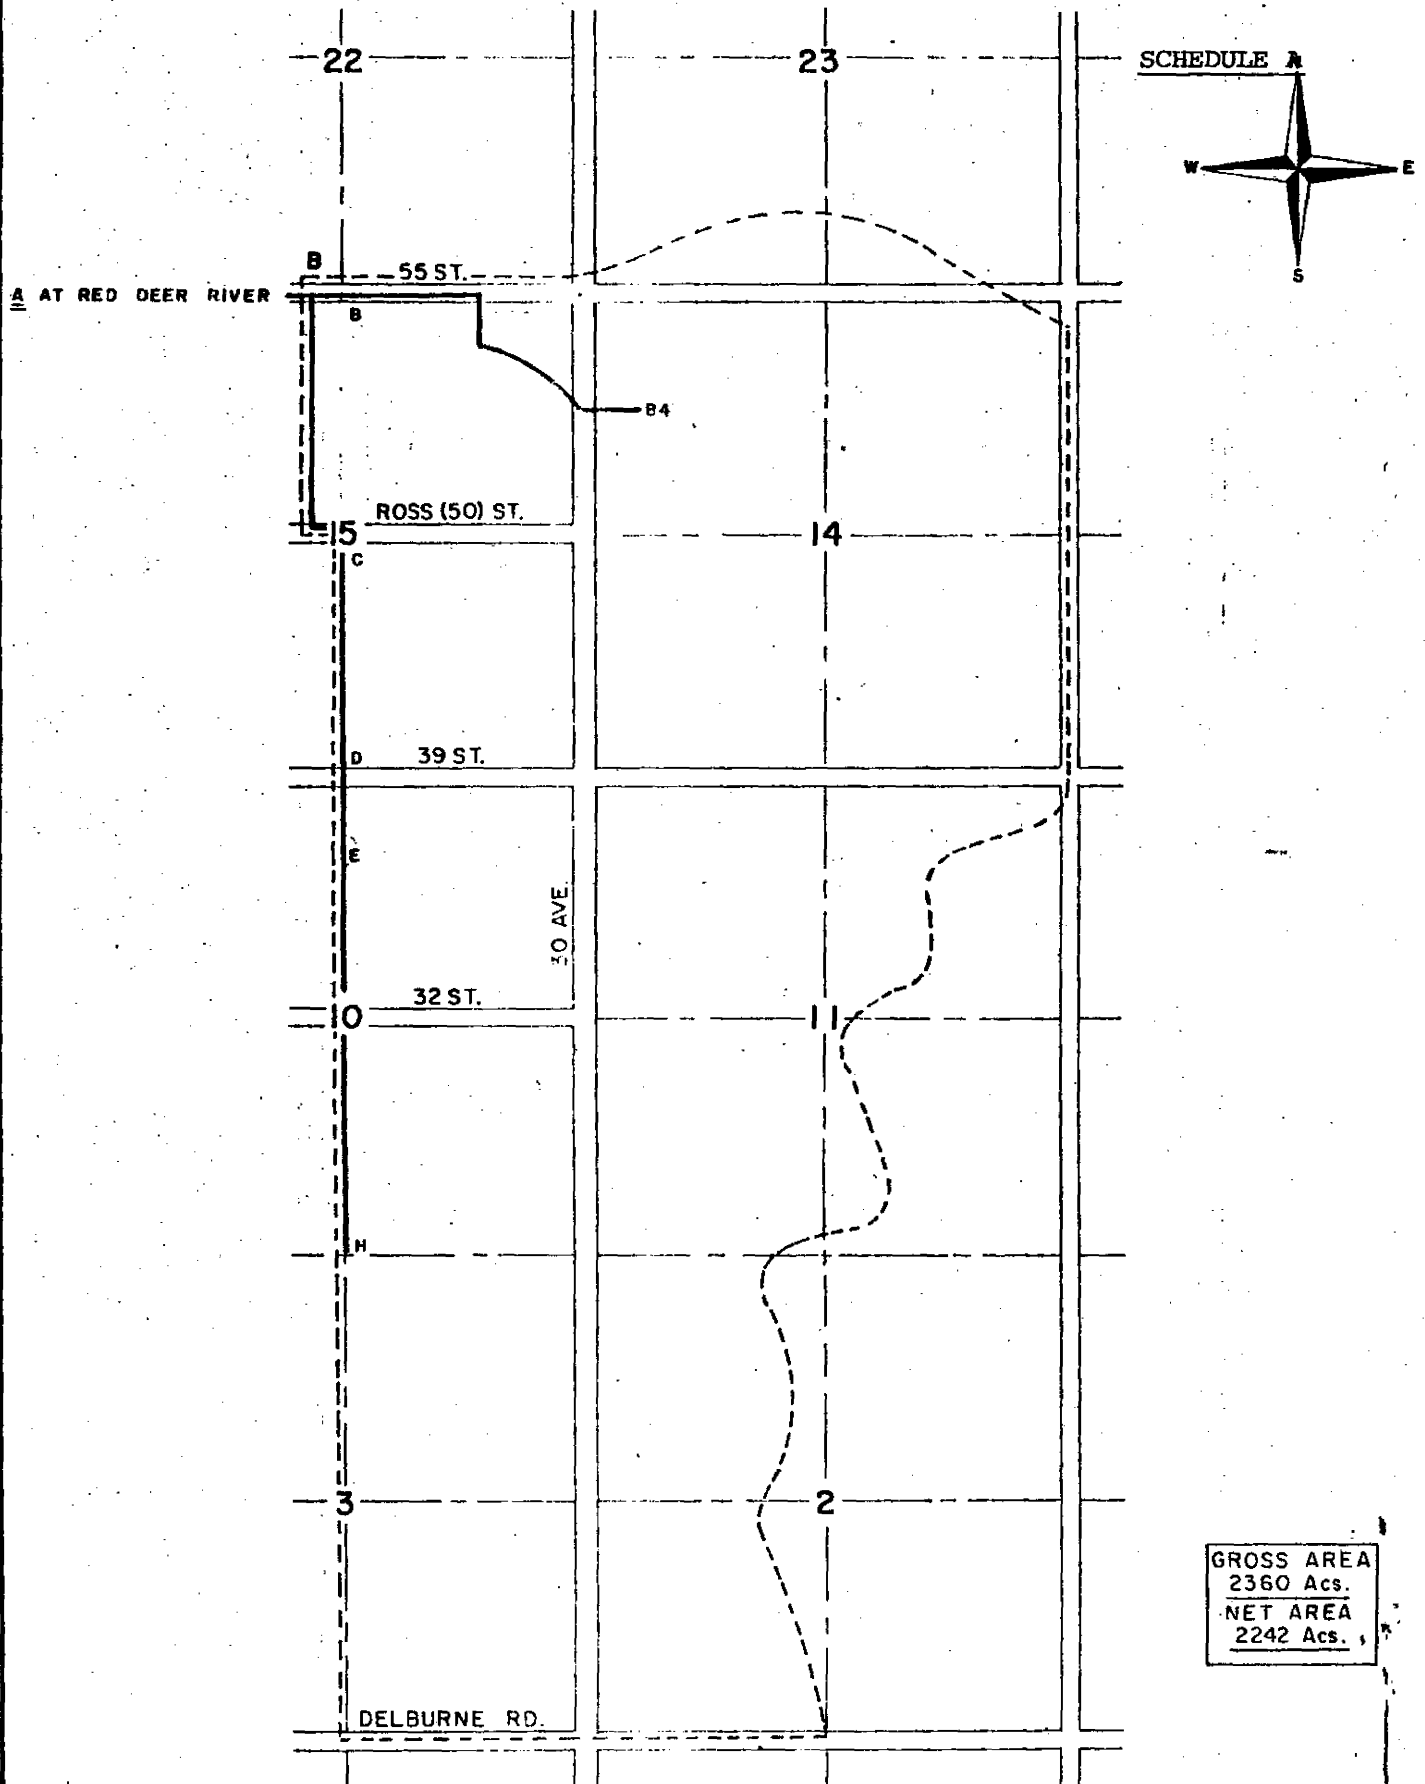 22
23
SCHEDULE A
W
E
S
B
55 ST.
A AT RED DEER RIVER
B
B4
ROSS (50) ST.
15
14
C
D
39 ST.
E
30 AVE.
32 ST.
10
11
H
3
2
GROSS AREA
2360 Acs.
NET AREA
2242 Acs.
DELBURNE RD.